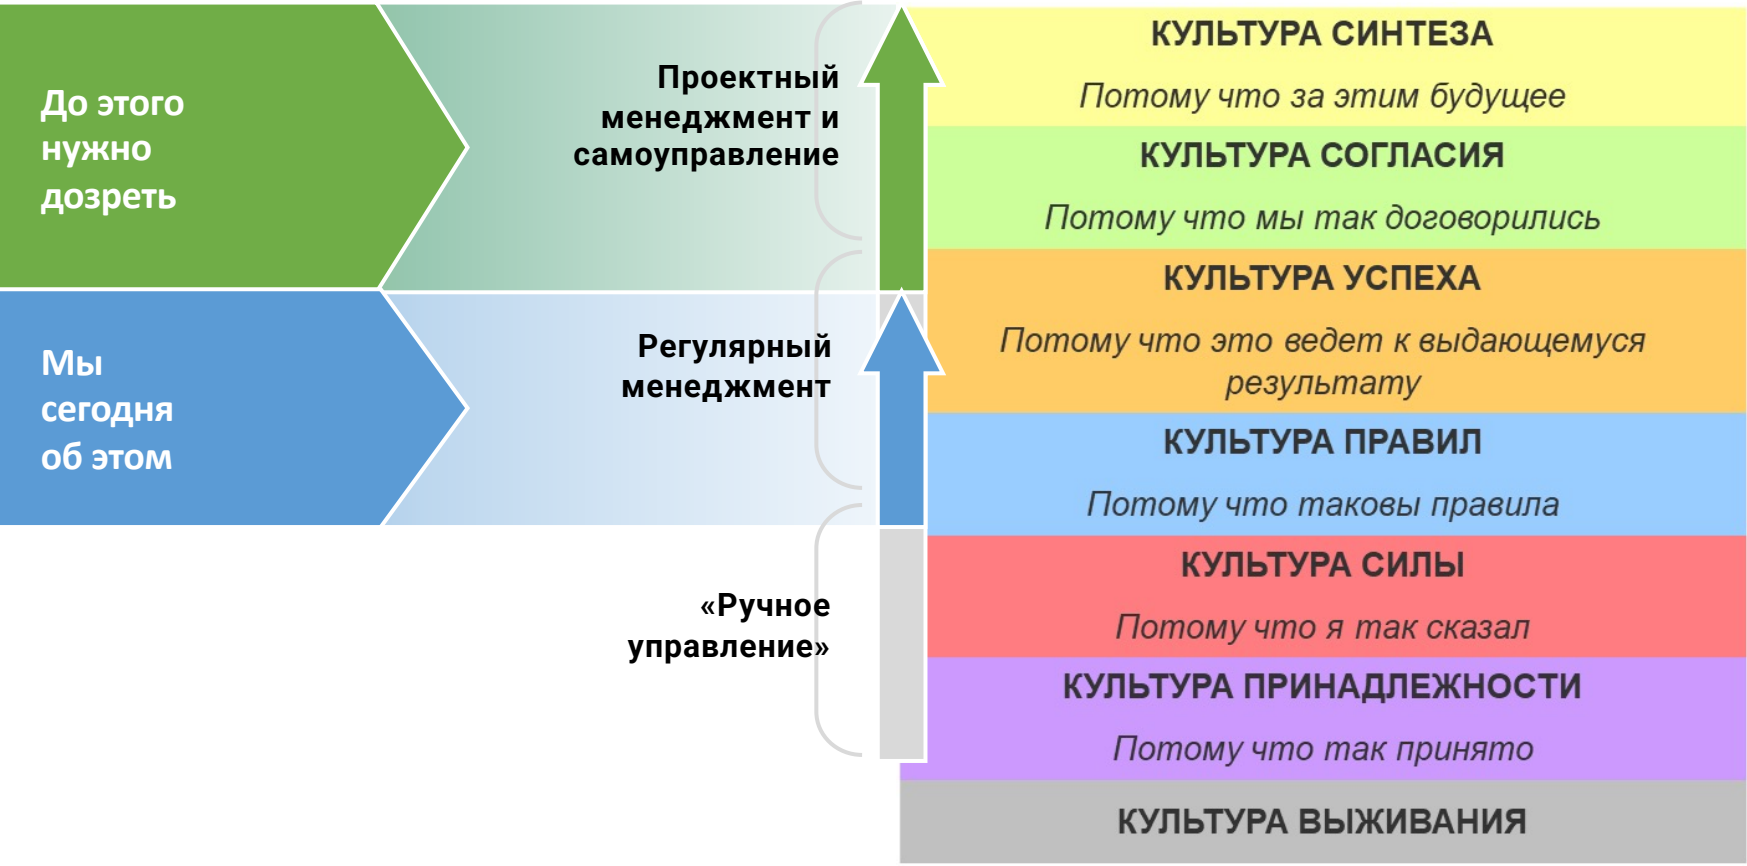 До этого
нужно
дозреть
Мы
сегодня
об этом
Проектный
менеджмент и
самоуправление
Регулярный
менеджмент
«Ручное
управление»
КУЛЬТУРА СИНТЕЗА
Потому что за этим будущее
КУЛЬТУРА СОГЛАСИЯ
Потому что мы так договорились
КУЛЬТУРА УСПЕХА
Потому что это ведет к выдающемуся
результату
КУЛЬТУРА ПРАВИЛ
Потому что таковы правила
КУЛЬТУРА СИЛЫ
Потому что я так сказал
КУЛЬТУРА ПРИНАДЛЕЖНОСТИ
Потому что так принято
КУЛЬТУРА ВЫЖИВАНИЯ